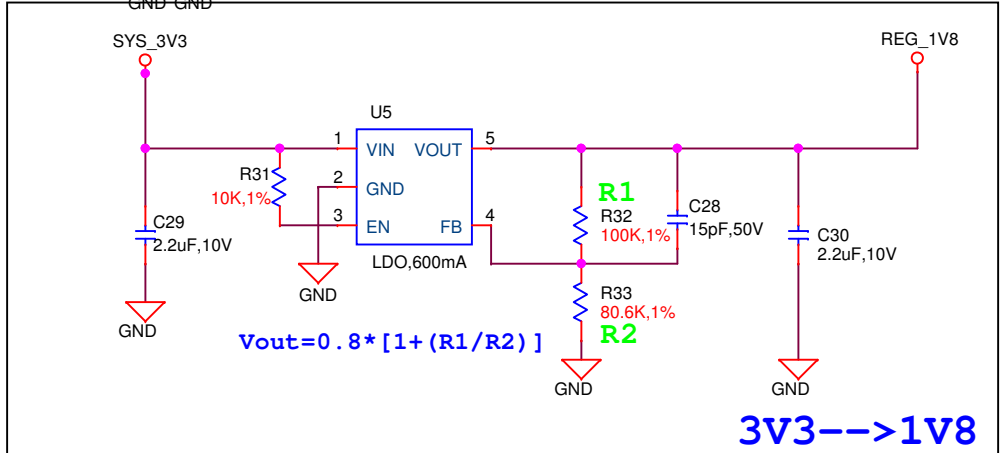 GND GND
SYS_3V3
REG_1V8
U5
1
VIN
VOUT
5
2
GND
3
EN
FB
4
LDO,600mA
R31
10K,1%
C29
2.2uF,10V
GND
GND
R1
R32
100K,1%
C28
15pF,50V
C30
2.2uF,10V
R33
80.6K,1%
R2
Vout=0.8*[1+(R1/R2)]
GND
GND
3V3-->1V8